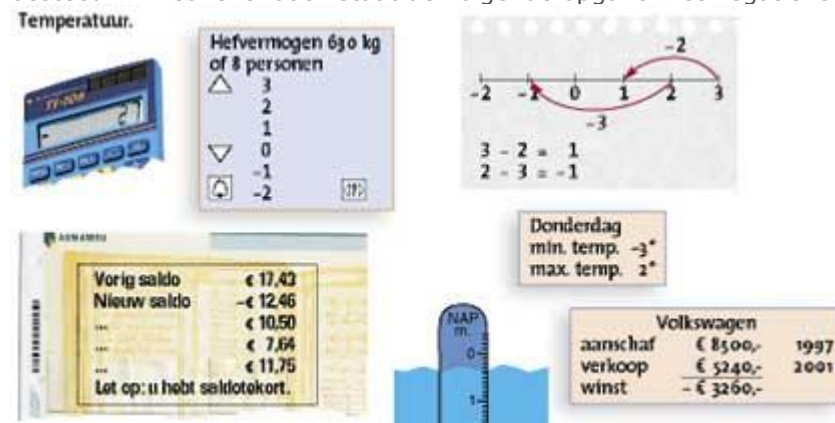 Temperatuur.
TI-108
- 27
Hefvermogen 630 kg
of 8 personen
3
2
1
0
-1
-2
-2
-2 -1 0 1 2 3
-3
3 - 2 = 1
2 - 3 = -1
Donderdag
min. temp. -3°
max. temp. 2°
Vorig saldo € 17,43
Nieuw saldo -€ 12,46
... € 10,50
... € 7,64
... € 11,75
Let op: u hebt saldotekort.
NAP
m.
0
1
Volkswagen
aanschaf € 8500,- 1997
verkoop € 5240,- 2001
winst - € 3260,-